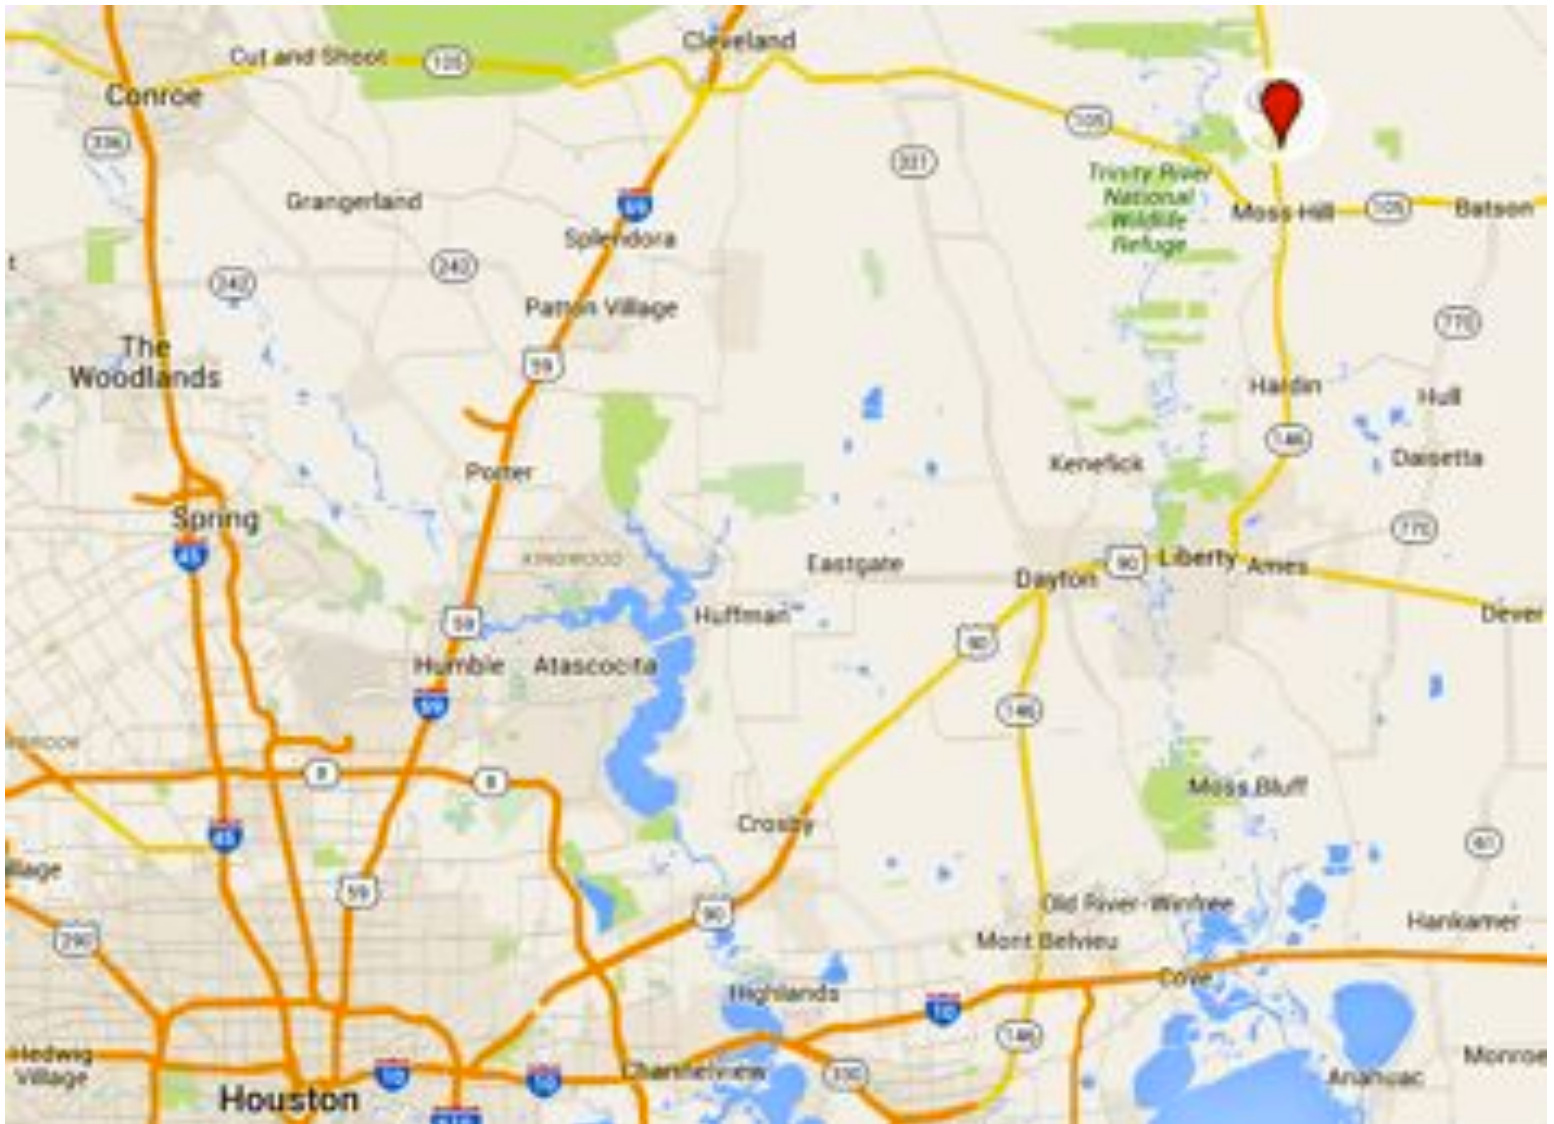 Cleveland
Cut and Shoot
105
Conroe
105
336
321
Trinity River
National
Wildlife
Refuge
Grangerland
69
Moss Hill
105
Batson
Splendora
242
242
Patton Village
770
The
Woodlands
59
Hardin
Hull
146
Kenefick
Daisetta
Porter
Spring
770
45
KINGWOOD
Eastgate
90
Liberty
Ames
Dayton
Dever
59
Huffman
90
Humble
Atascocita
69
146
8
8
Moss Bluff
Crosby
45
61
llage
59
Old River-Winfree
90
Hankamer
290
Mont Belvieu
Cove
Highlands
10
146
Hedwig
Village
Monroe
10
10
Channelview
330
Anahuac
Houston